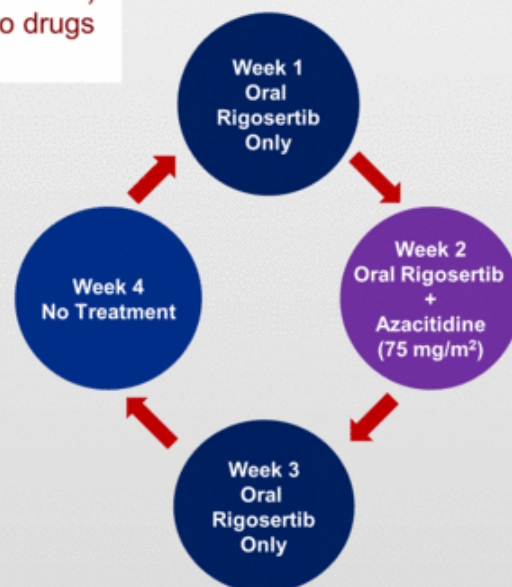 o drugs
Week 1
Oral
Rigosertib
Only
Week 2
Oral Rigosertib
+
Azacitidine
(75 mg/m²)
Week 3
Oral
Rigosertib
Only
Week 4
No Treatment